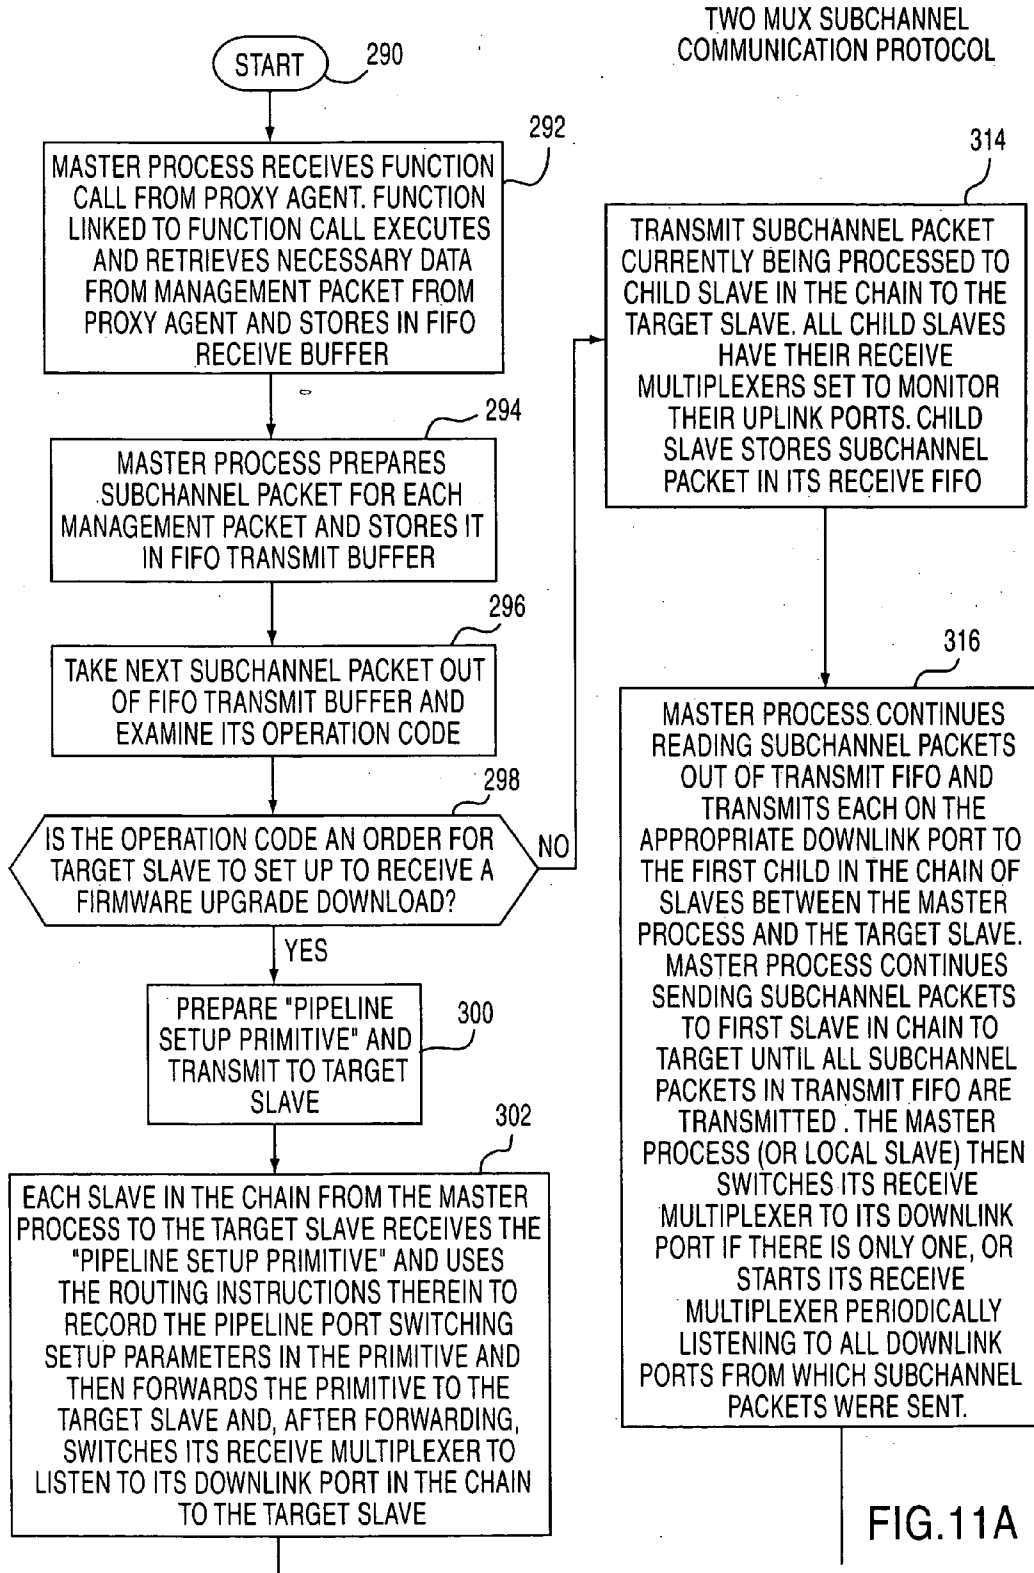 TWO MUX SUBCHANNEL
COMMUNICATION PROTOCOL
START
290
292
MASTER PROCESS RECEIVES FUNCTION
CALL FROM PROXY AGENT. FUNCTION
LINKED TO FUNCTION CALL EXECUTES
AND RETRIEVES NECESSARY DATA
FROM MANAGEMENT PACKET FROM
PROXY AGENT AND STORES IN FIFO
RECEIVE BUFFER
294
MASTER PROCESS PREPARES
SUBCHANNEL PACKET FOR EACH
MANAGEMENT PACKET AND STORES IT
IN FIFO TRANSMIT BUFFER
296
TAKE NEXT SUBCHANNEL PACKET OUT
OF FIFO TRANSMIT BUFFER AND
EXAMINE ITS OPERATION CODE
298
IS THE OPERATION CODE AN ORDER FOR
TARGET SLAVE TO SET UP TO RECEIVE A
FIRMWARE UPGRADE DOWNLOAD?
NO
YES
PREPARE "PIPELINE
SETUP PRIMITIVE" AND
TRANSMIT TO TARGET
SLAVE
300
302
EACH SLAVE IN THE CHAIN FROM THE MASTER
PROCESS TO THE TARGET SLAVE RECEIVES THE
"PIPELINE SETUP PRIMITIVE" AND USES
THE ROUTING INSTRUCTIONS THEREIN TO
RECORD THE PIPELINE PORT SWITCHING
SETUP PARAMETERS IN THE PRIMITIVE AND
THEN FORWARDS THE PRIMITIVE TO THE
TARGET SLAVE AND, AFTER FORWARDING,
SWITCHES ITS RECEIVE MULTIPLEXER TO
LISTEN TO ITS DOWNLINK PORT IN THE CHAIN
TO THE TARGET SLAVE
314
TRANSMIT SUBCHANNEL PACKET
CURRENTLY BEING PROCESSED TO
CHILD SLAVE IN THE CHAIN TO THE
TARGET SLAVE. ALL CHILD SLAVES
HAVE THEIR RECEIVE
MULTIPLEXERS SET TO MONITOR
THEIR UPLINK PORTS. CHILD
SLAVE STORES SUBCHANNEL
PACKET IN ITS RECEIVE FIFO
316
MASTER PROCESS CONTINUES
READING SUBCHANNEL PACKETS
OUT OF TRANSMIT FIFO AND
TRANSMITS EACH ON THE
APPROPRIATE DOWNLINK PORT TO
THE FIRST CHILD IN THE CHAIN OF
SLAVES BETWEEN THE MASTER
PROCESS AND THE TARGET SLAVE.
MASTER PROCESS CONTINUES
SENDING SUBCHANNEL PACKETS
TO FIRST SLAVE IN CHAIN TO
TARGET UNTIL ALL SUBCHANNEL
PACKETS IN TRANSMIT FIFO ARE
TRANSMITTED. THE MASTER
PROCESS (OR LOCAL SLAVE) THEN
SWITCHES ITS RECEIVE
MULTIPLEXER TO ITS DOWNLINK
PORT IF THERE IS ONLY ONE, OR
STARTS ITS RECEIVE
MULTIPLEXER PERIODICALLY
LISTENING TO ALL DOWNLINK
PORTS FROM WHICH SUBCHANNEL
PACKETS WERE SENT.
FIG.11A